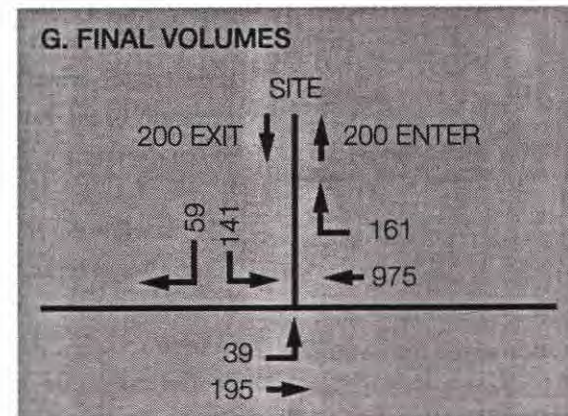 G. FINAL VOLUMES
SITE
200 EXIT 200 ENTER
59 141 161
975
39
195